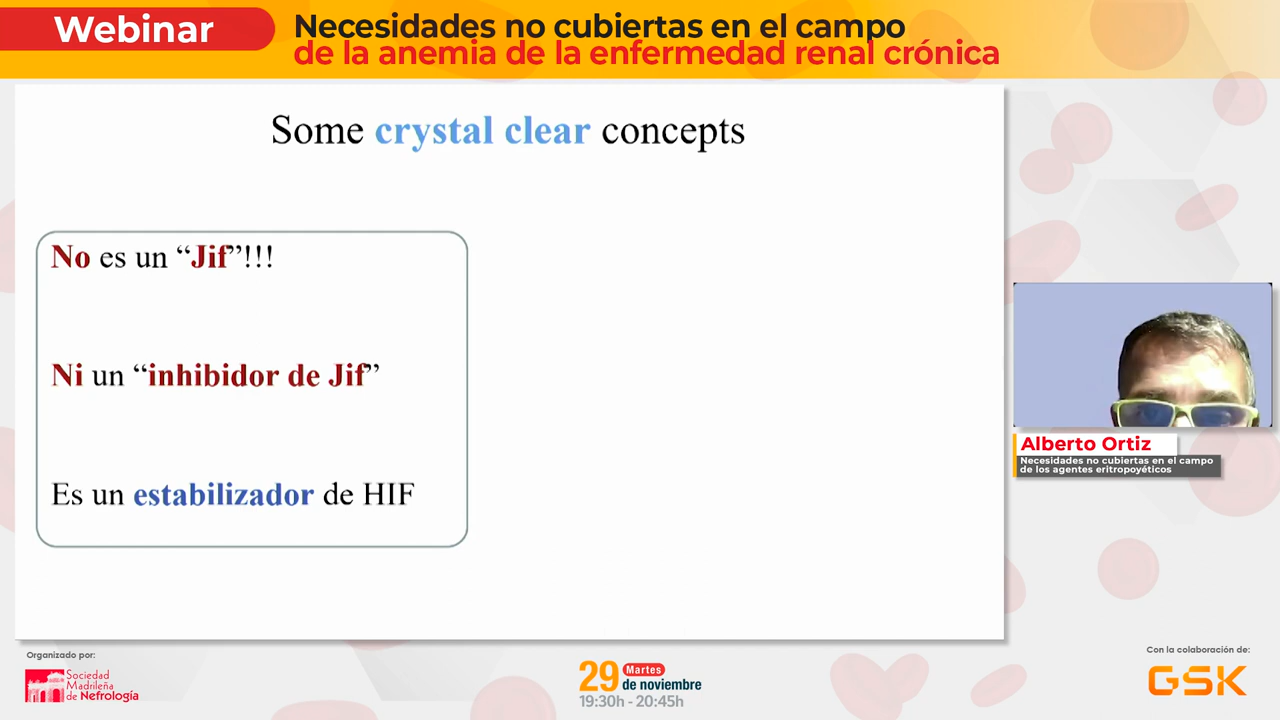 Webinar
Necesidades no cubiertas en el campo
de la anemia de la enfermedad renal crónica
Some crystal clear concepts
No es un “Jif”!!!
Ni un “inhibidor de Jif”
Es un estabilizador de HIF
Alberto Ortiz
Necesidades no cubiertas en el campo
de los agentes eritropoyéticos
Organizado por:
Sociedad
Madrileña
de Nefrología
29 Martes
de noviembre
19:30h - 20:45h
Con la colaboración de:
GSK